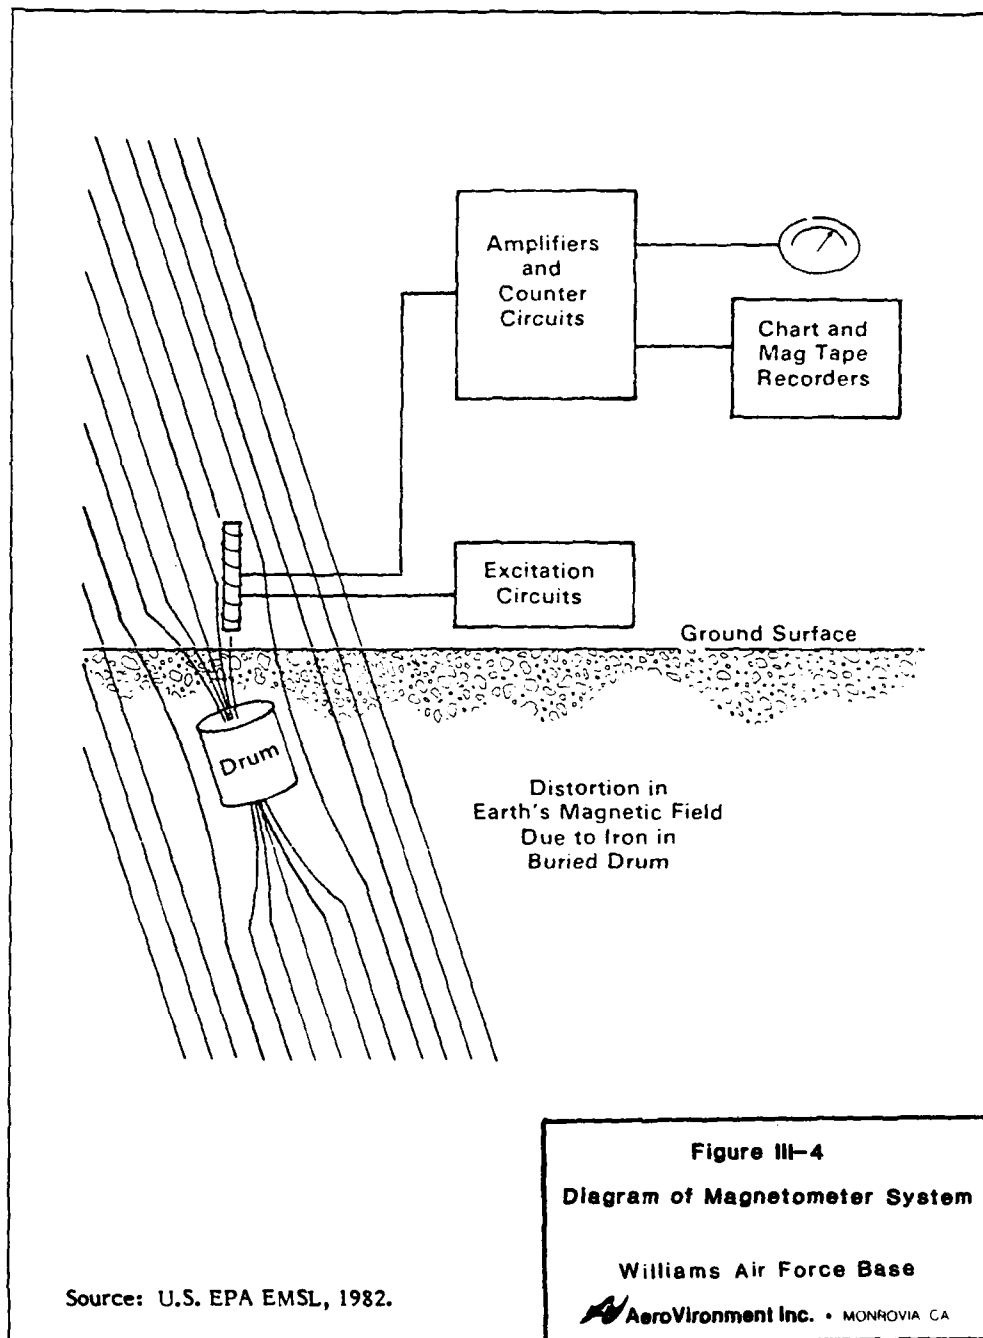 Amplifiers
and
Counter
Circuits
Chart and
Mag Tape
Recorders
Excitation
Circuits
Ground Surface
Drum
Distortion in
Earth's Magnetic Field
Due to Iron in
Buried Drum
Figure III-4
Diagram of Magnetometer System
Williams Air Force Base
AeroVironment Inc. • MONROVIA CA
Source: U.S. EPA EMSL, 1982.